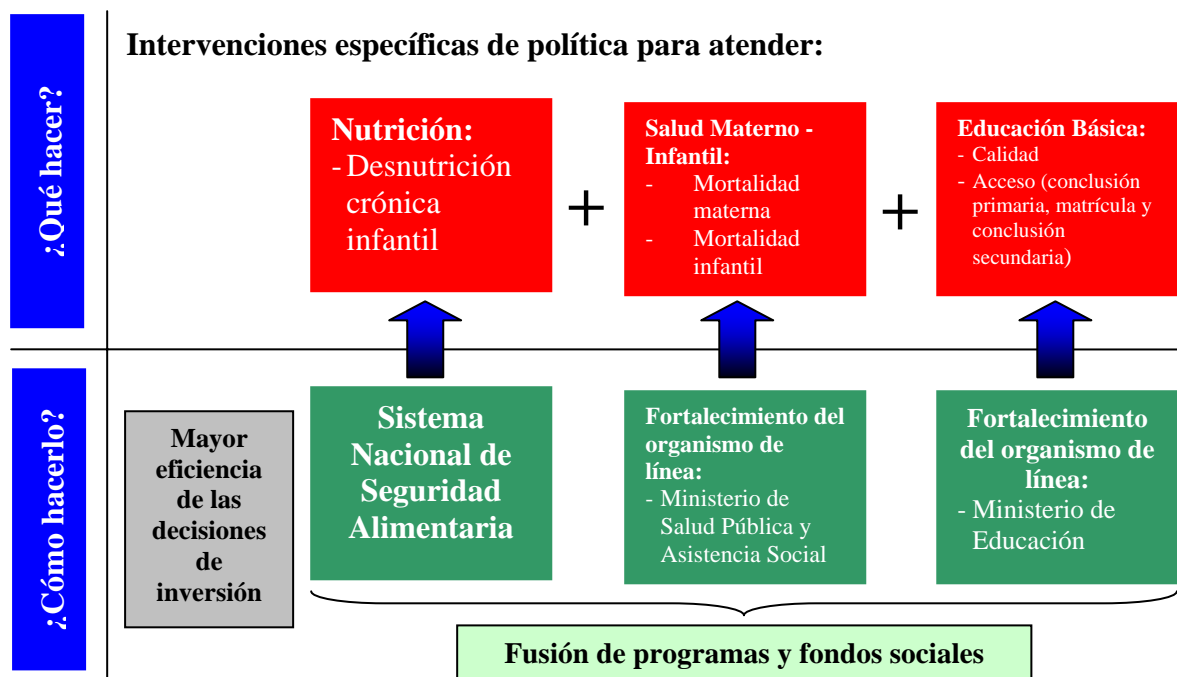 ¿Qué hacer?
Intervenciones específicas de política para atender:
Nutrición:
- Desnutrición
crónica
infantil
+
Salud Materno -
Infantil:
- Mortalidad
materna
- Mortalidad
infantil
+
Educación Básica:
- Calidad
- Acceso (conclusión
primaria, matrícula y
conclusión
secundaria)
¿Cómo hacerlo?
Mayor
eficiencia
de las
decisiones
de
inversión
Sistema
Nacional de
Seguridad
Alimentaria
Fortalecimiento del
organismo de
línea:
- Ministerio de
Salud Pública y
Asistencia Social
Fortalecimiento
del organismo de
línea:
- Ministerio de
Educación
Fusión de programas y fondos sociales